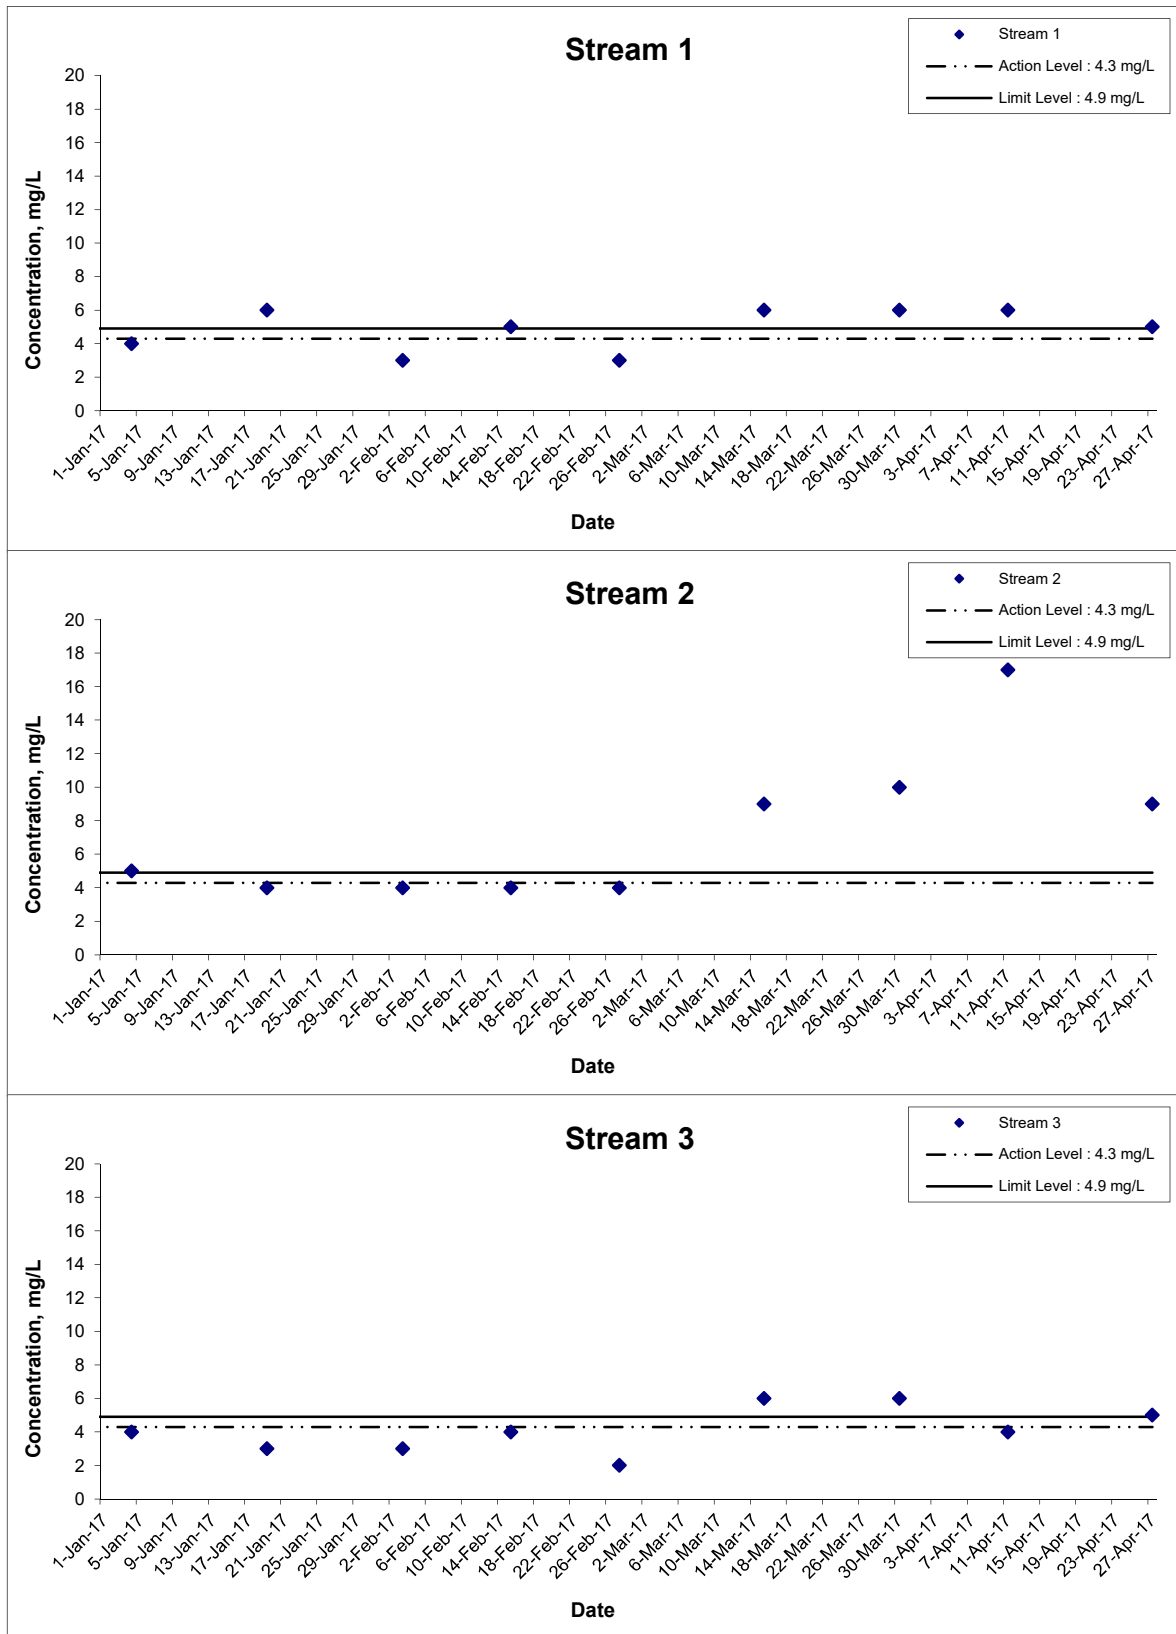 Stream 1
Stream 1
Action Level : 4.3 mg/L
Limit Level : 4.9 mg/L
Concentration, mg/L
20
18
16
14
12
10
8
6
4
2
0
1-Jan-17
5-Jan-17
9-Jan-17
13-Jan-17
17-Jan-17
21-Jan-17
25-Jan-17
29-Jan-17
2-Feb-17
6-Feb-17
10-Feb-17
14-Feb-17
18-Feb-17
22-Feb-17
26-Feb-17
2-Mar-17
6-Mar-17
10-Mar-17
14-Mar-17
18-Mar-17
22-Mar-17
26-Mar-17
30-Mar-17
3-Apr-17
7-Apr-17
11-Apr-17
15-Apr-17
19-Apr-17
23-Apr-17
27-Apr-17
Date
Stream 2
Stream 2
Action Level : 4.3 mg/L
Limit Level : 4.9 mg/L
Concentration, mg/L
20
18
16
14
12
10
8
6
4
2
0
1-Jan-17
5-Jan-17
9-Jan-17
13-Jan-17
17-Jan-17
21-Jan-17
25-Jan-17
29-Jan-17
2-Feb-17
6-Feb-17
10-Feb-17
14-Feb-17
18-Feb-17
22-Feb-17
26-Feb-17
2-Mar-17
6-Mar-17
10-Mar-17
14-Mar-17
18-Mar-17
22-Mar-17
26-Mar-17
30-Mar-17
3-Apr-17
7-Apr-17
11-Apr-17
15-Apr-17
19-Apr-17
23-Apr-17
27-Apr-17
Date
Stream 3
Stream 3
Action Level : 4.3 mg/L
Limit Level : 4.9 mg/L
Concentration, mg/L
20
18
16
14
12
10
8
6
4
2
0
1-Jan-17
5-Jan-17
9-Jan-17
13-Jan-17
17-Jan-17
21-Jan-17
25-Jan-17
29-Jan-17
2-Feb-17
6-Feb-17
10-Feb-17
14-Feb-17
18-Feb-17
22-Feb-17
26-Feb-17
2-Mar-17
6-Mar-17
10-Mar-17
14-Mar-17
18-Mar-17
22-Mar-17
26-Mar-17
30-Mar-17
3-Apr-17
7-Apr-17
11-Apr-17
15-Apr-17
19-Apr-17
23-Apr-17
27-Apr-17
Date